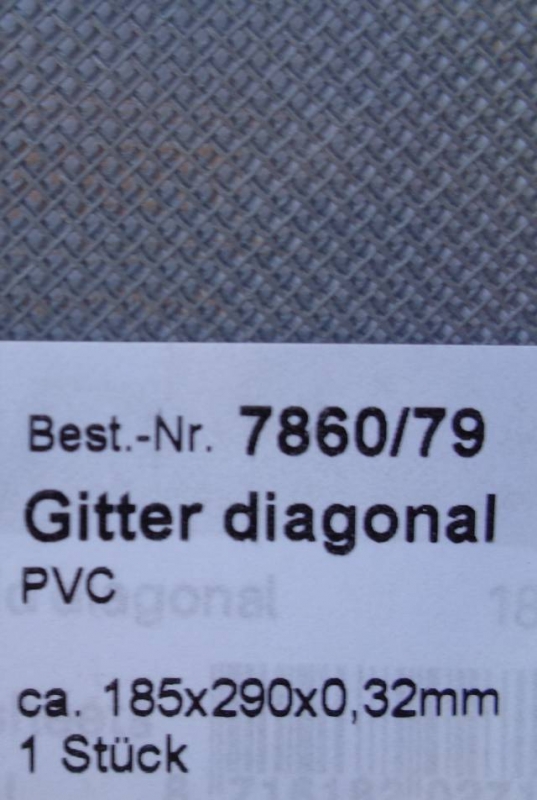 Best.-Nr. 7860/79
Gitter diagonal
PVC
ca. 185x290x0,32mm
1 Stück